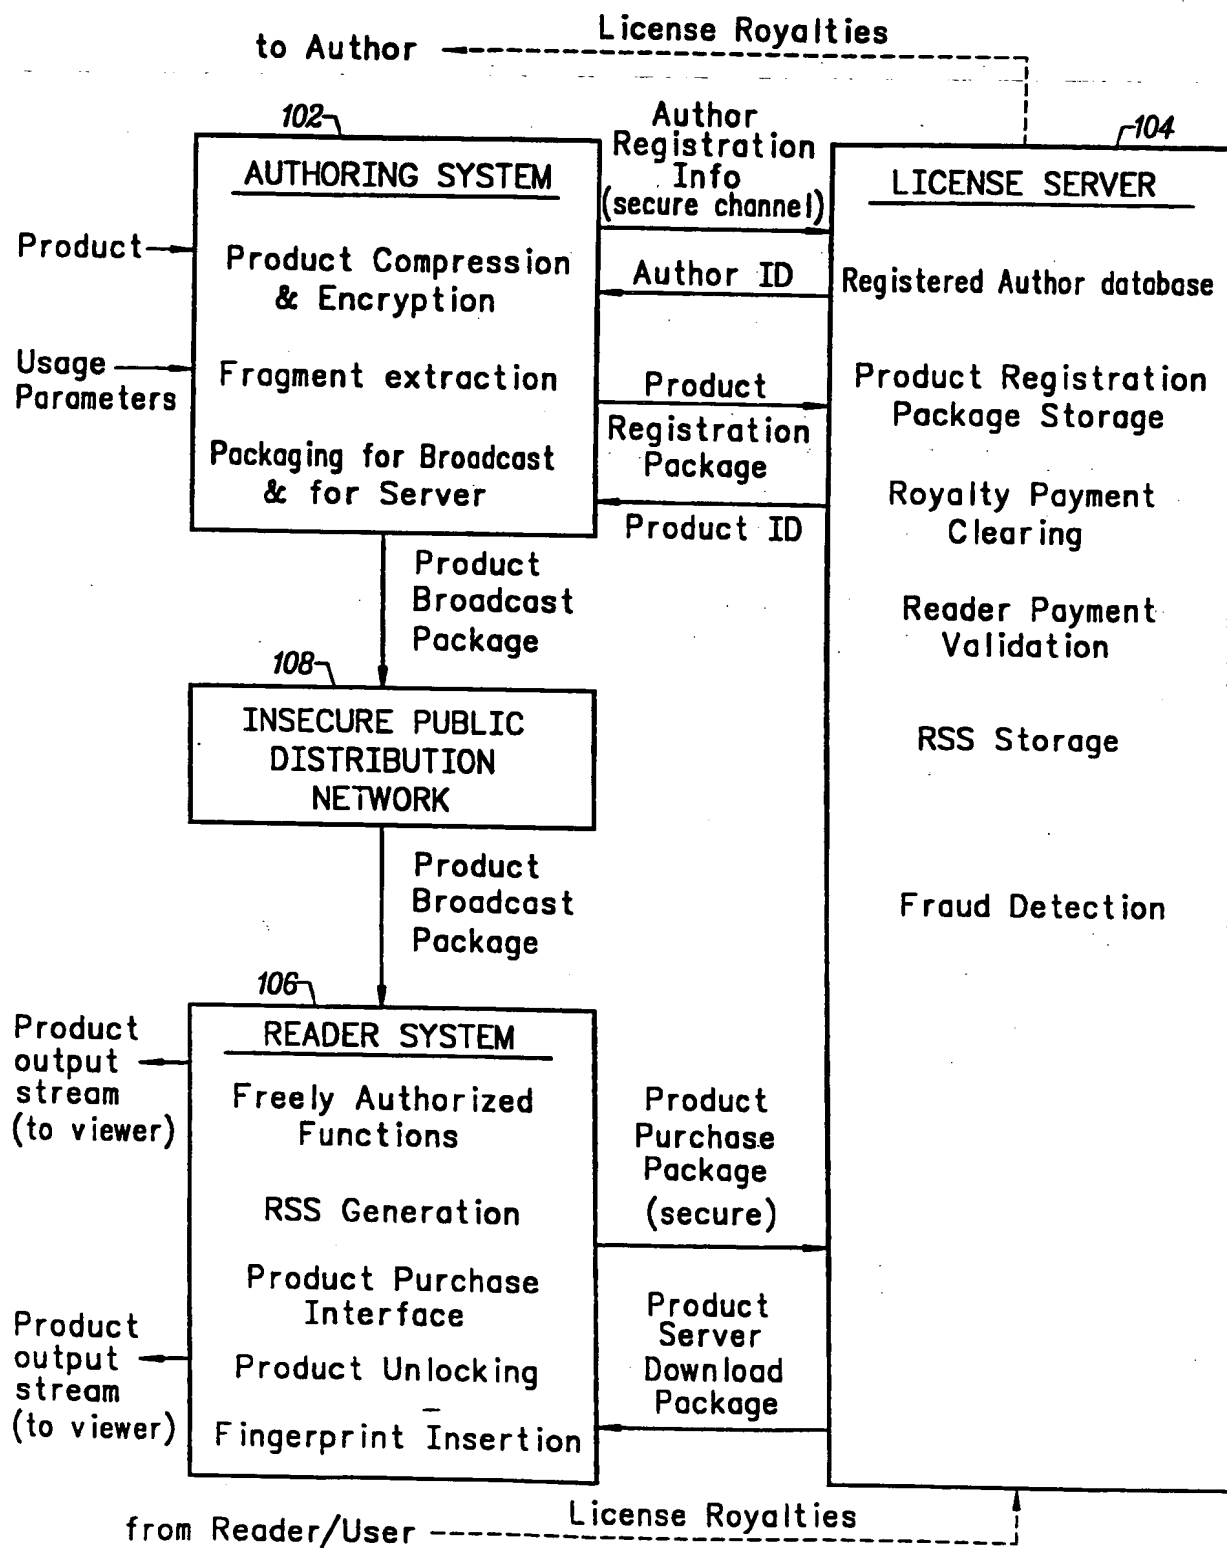 License Royalties
to Author
102
AUTHORING SYSTEM
Product Compression
& Encryption
Fragment extraction
Packaging for Broadcast
& for Server
Product
Usage
Parameters
Author
Registration
Info
(secure channel)
Author ID
Product
Registration
Package
Product ID
104
LICENSE SERVER
Registered Author database
Product Registration
Package Storage
Royalty Payment
Clearing
Reader Payment
Validation
RSS Storage
Fraud Detection
Product
Broadcast
Package
108
INSECURE PUBLIC
DISTRIBUTION
NETWORK
Product
Broadcast
Package
106
READER SYSTEM
Freely Authorized
Functions
RSS Generation
Product Purchase
Interface
Product Unlocking
Fingerprint Insertion
Product
output
stream
(to viewer)
Product
output
stream
(to viewer)
Product
Purchase
Package
(secure)
Product
Server
Download
Package
License Royalties
from Reader/User